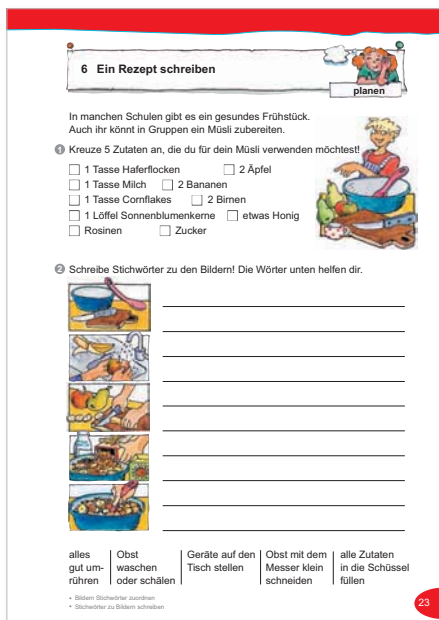 6 Ein Rezept schreiben
planen
In manchen Schulen gibt es ein gesundes Frühstück.
Auch ihr könnt in Gruppen ein Müsli zubereiten.
1 Kreuze 5 Zutaten an, die du für dein Müsli verwenden möchtest!
1 Tasse Haferflocken 2 Äpfel
1 Tasse Milch 2 Bananen
1 Tasse Cornflakes 2 Birnen
1 Löffel Sonnenblumenkerne etwas Honig
Rosinen Zucker
2 Schreibe Stichwörter zu den Bildern! Die Wörter unten helfen dir.
alles
gut um-
rühren
Obst
waschen
oder schälen
Geräte auf den
Tisch stellen
Obst mit dem
Messer klein
schneiden
alle Zutaten
in die Schüssel
füllen
• Bildern Stichwörter zuordnen
• Stichwörter zu Bildern schreiben
23